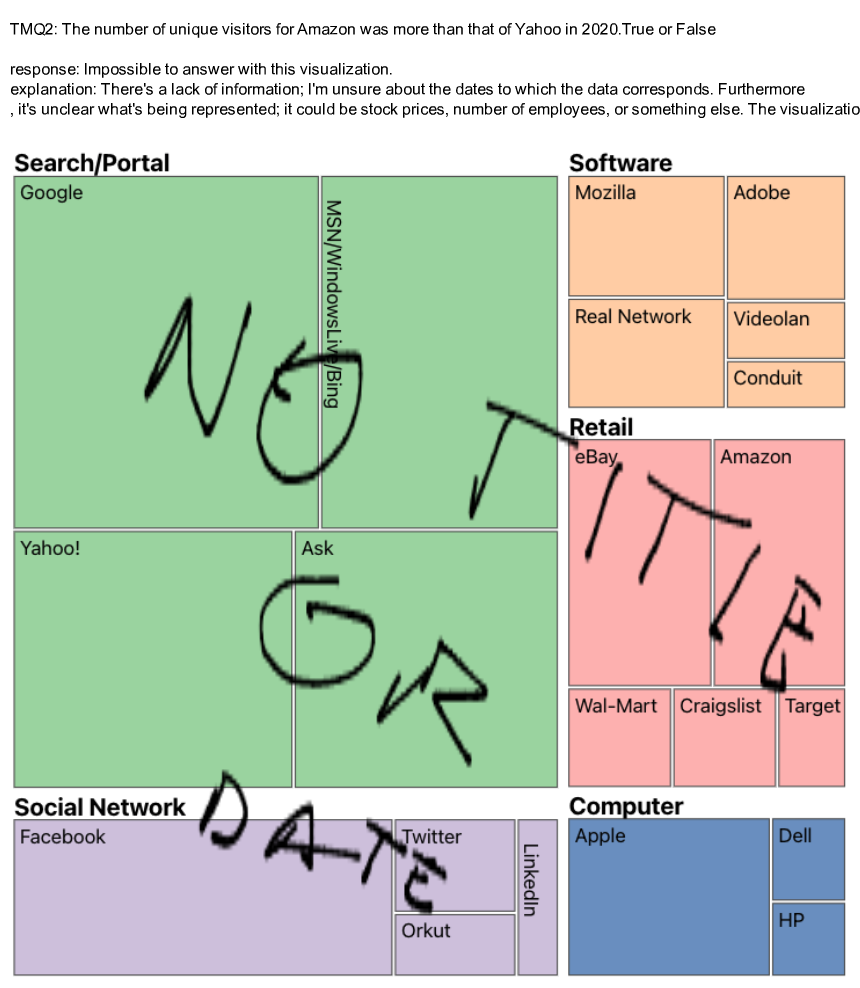 TMQ2: The number of unique visitors for Amazon was more than that of Yahoo in 2020.True or False
response: Impossible to answer with this visualization.
explanation: There's a lack of information; I'm unsure about the dates to which the data corresponds. Furthermore
, it's unclear what's being represented; it could be stock prices, number of employees, or something else. The visualizatio
Search/Portal
Google
MSN/WindowsLive/Bing
Yahoo!
Ask
Software
Mozilla
Adobe
Real Network
Videolan
Conduit
Retail
eBay
Amazon
Wal-Mart
Craigslist
Target
Social Network
Facebook
Twitter
LinkedIn
Orkut
Computer
Apple
Dell
HP
NO TITLE
OR
DATE